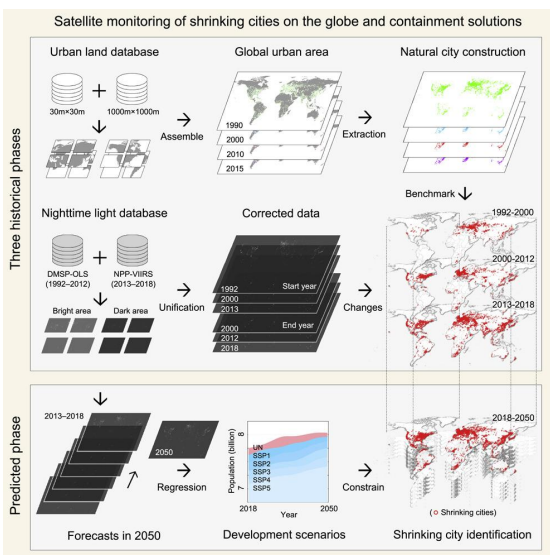 Satellite monitoring of shrinking cities on the globe and containment solutions
Three historical phases
Urban land database
30m×30m
1000m×1000m
Assemble
Global urban area
1990
2000
2010
2015
Extraction
Natural city construction
Benchmark
Nighttime light database
DMSP-OLS
(1992–2012)
NPP-VIIRS
(2013–2018)
Bright area
Dark area
Unification
Corrected data
1992
Start year
2000
2013
2000
End year
2012
2018
Changes
1992-2000
2000-2012
2013-2018
Predicted phase
2013–2018
2050
Forecasts in 2050
Regression
Population (billion)
8
7
UN
SSP1
SSP2
SSP3
SSP4
SSP5
2018
2050
Year
Development scenarios
Constrain
2018-2050
( Shrinking cities)
Shrinking city identification